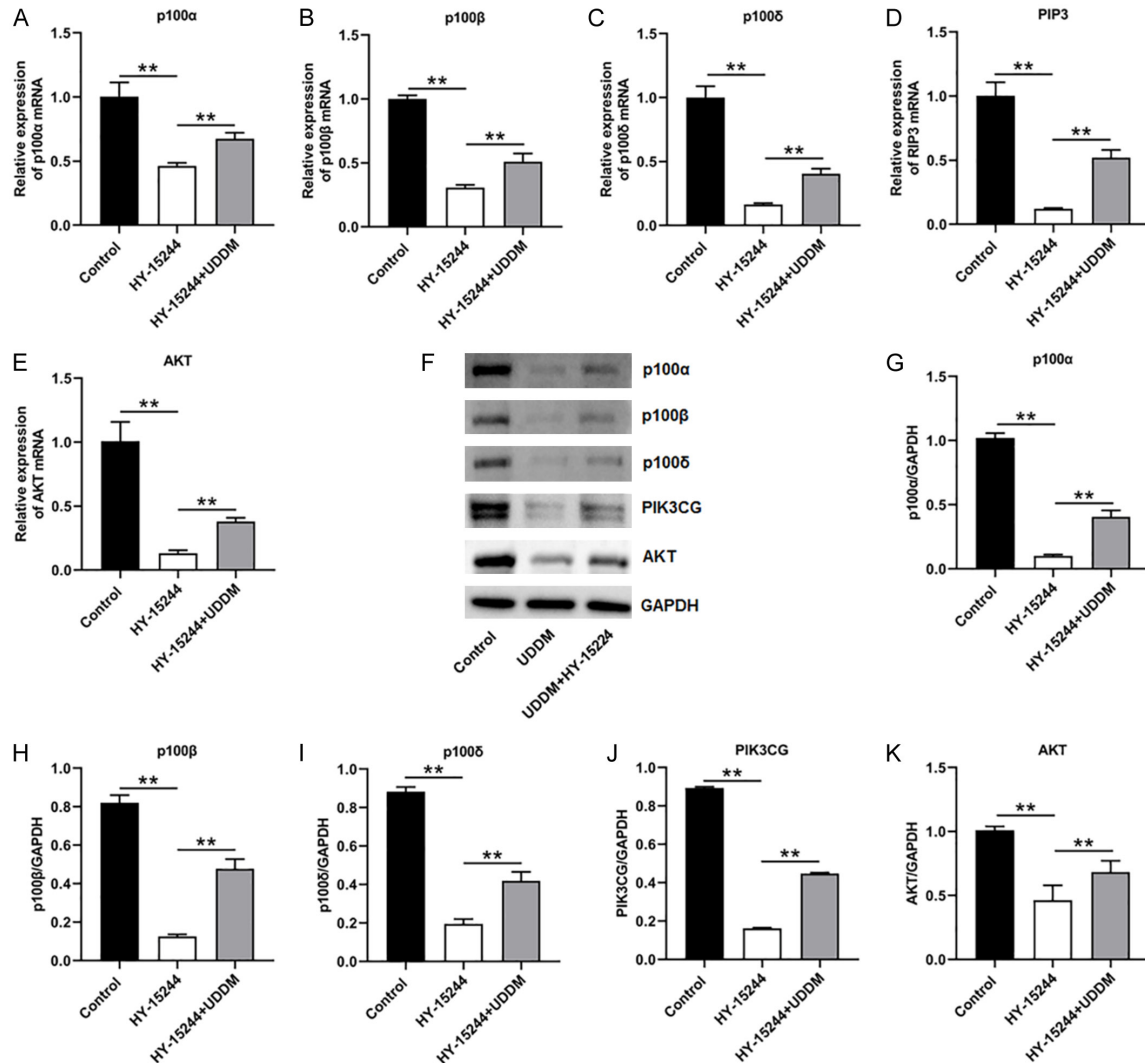 A
p100α
Relative expression
of p100α mRNA
1.5
1.0
0.5
0.0
**
**
Control
HY-15244
HY-15244+UDDM
B
p100β
Relative expression
of p100β mRNA
1.5
1.0
0.5
0.0
**
**
Control
HY-15244
HY-15244+UDDM
C
p100δ
Relative expression
of p100δ mRNA
1.5
1.0
0.5
0.0
**
**
Control
HY-15244
HY-15244+UDDM
D
PIP3
Relative expression
of RIP3 mRNA
1.5
1.0
0.5
0.0
**
**
Control
HY-15244
HY-15244+UDDM
E
AKT
Relative expression
of AKT mRNA
1.5
1.0
0.5
0.0
**
**
Control
HY-15244
HY-15244+UDDM
F
p100α
p100β
p100δ
PIK3CG
AKT
GAPDH
Control
UDDM
UDDM+HY-15224
G
p100α
p100α/GAPDH
1.5
1.0
0.5
0.0
**
**
Control
HY-15244
HY-15244+UDDM
H
p100β
p100β/GAPDH
1.0
0.8
0.6
0.4
0.2
0.0
**
**
Control
HY-15244
HY-15244+UDDM
I
p100δ
p100δ/GAPDH
1.0
0.8
0.6
0.4
0.2
0.0
**
**
Control
HY-15244
HY-15244+UDDM
J
PIK3CG
PIK3CG/GAPDH
1.0
0.8
0.6
0.4
0.2
0.0
**
**
Control
HY-15244
HY-15244+UDDM
K
AKT
AKT/GAPDH
1.5
1.0
0.5
0.0
**
**
Control
HY-15244
HY-15244+UDDM